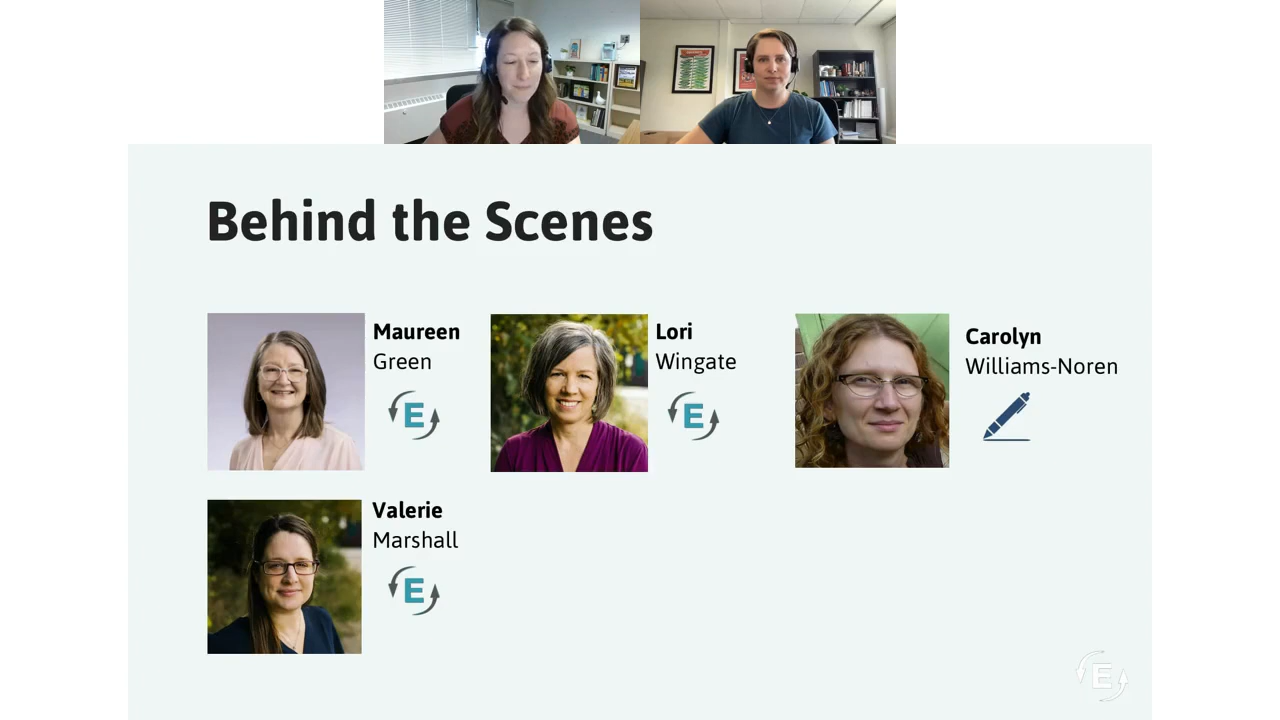 Behind the Scenes
Maureen
Green
E
Lori
Wingate
E
Carolyn
Williams-Noren
Valerie
Marshall
E
E